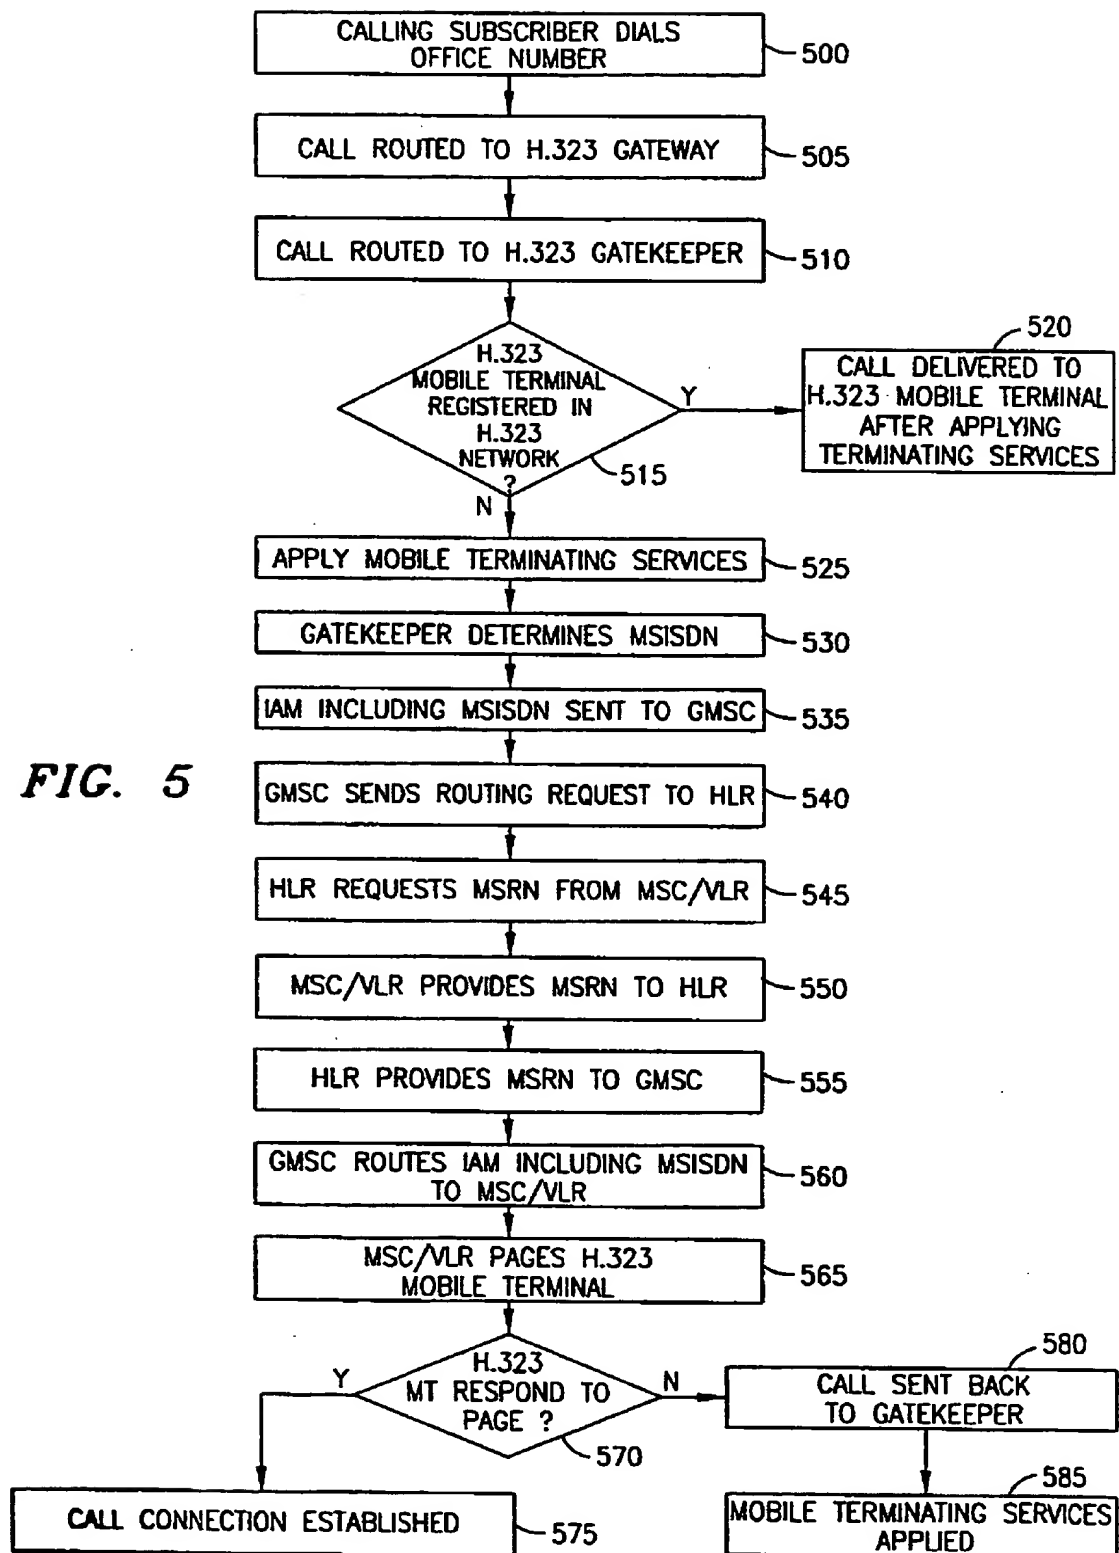 CALLING SUBSCRIBER DIALS
OFFICE NUMBER
500
CALL ROUTED TO H.323 GATEWAY
505
CALL ROUTED TO H.323 GATEKEEPER
510
H.323
MOBILE TERMINAL
REGISTERED IN
H.323
NETWORK
?
515
Y
520
CALL DELIVERED TO
H.323 MOBILE TERMINAL
AFTER APPLYING
TERMINATING SERVICES
N
APPLY MOBILE TERMINATING SERVICES
525
GATEKEEPER DETERMINES MSISDN
530
IAM INCLUDING MSISDN SENT TO GMSC
535
FIG. 5
GMSC SENDS ROUTING REQUEST TO HLR
540
HLR REQUESTS MSRN FROM MSC/VLR
545
MSC/VLR PROVIDES MSRN TO HLR
550
HLR PROVIDES MSRN TO GMSC
555
GMSC ROUTES IAM INCLUDING MSISDN
TO MSC/VLR
560
MSC/VLR PAGES H.323
MOBILE TERMINAL
565
H.323
MT RESPOND TO
PAGE ?
570
Y
N
580
CALL SENT BACK
TO GATEKEEPER
CALL CONNECTION ESTABLISHED
575
585
MOBILE TERMINATING SERVICES
APPLIED